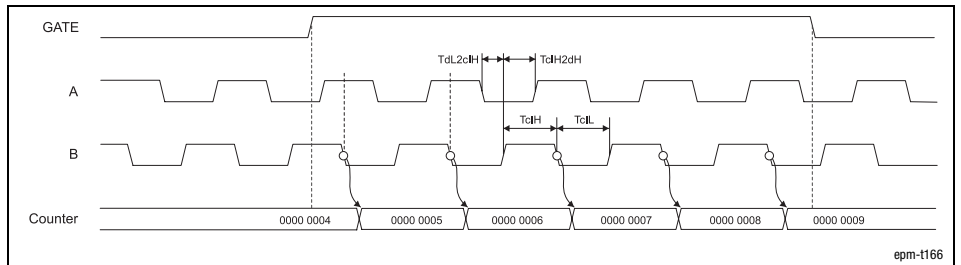 GATE
TdL2clH TclH2dH
A
TclH TclL
B
Counter 0000 0004 0000 0005 0000 0006 0000 0007 0000 0008 0000 0009
epm-t166